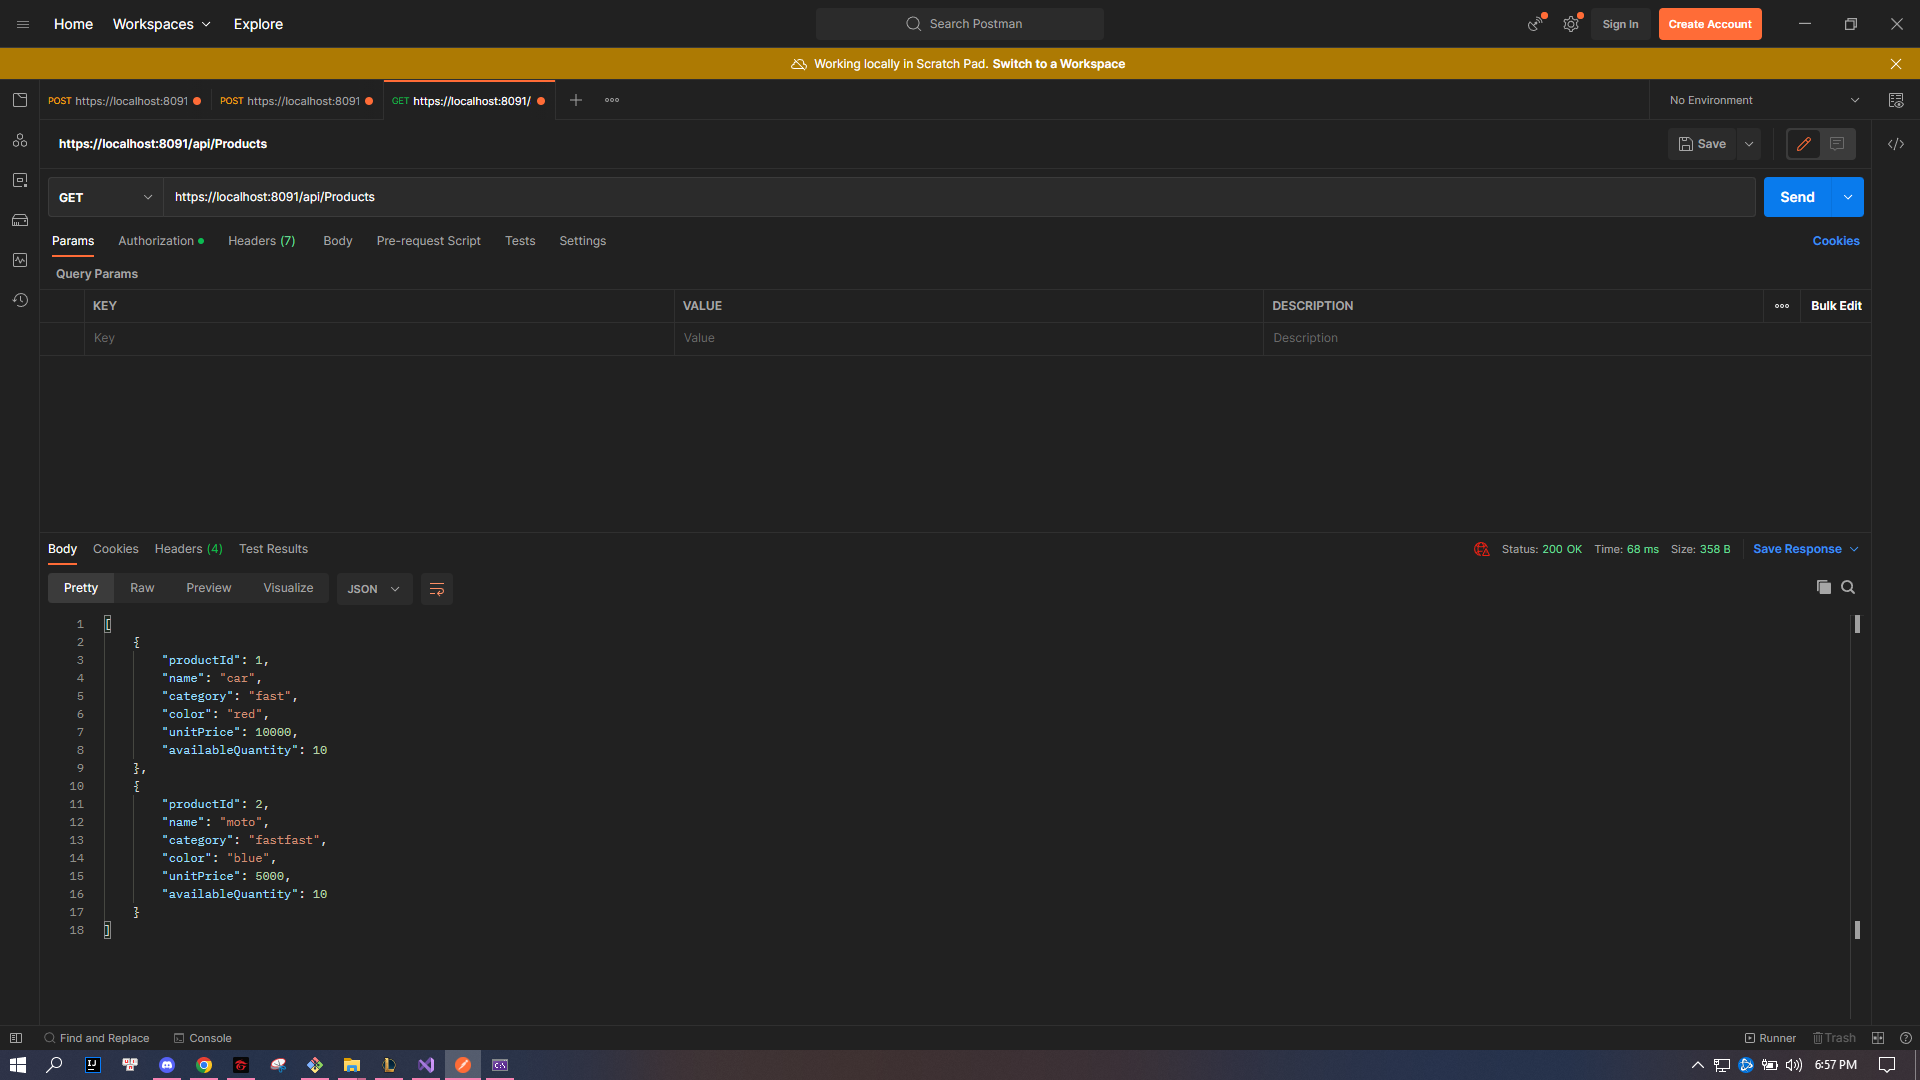 Home Workspaces Explore Search Postman Sign In Create Account
Working locally in Scratch Pad. Switch to a Workspace
POST https://localhost:8091 POST https://localhost:8091 GET https://localhost:8091/ No Environment
https://localhost:8091/api/Products Save
GET https://localhost:8091/api/Products Send
Params Authorization Headers (7) Body Pre-request Script Tests Settings Cookies
Query Params
KEY VALUE DESCRIPTION Bulk Edit
Key Value Description
Body Cookies Headers (4) Test Results Status: 200 OK Time: 68 ms Size: 358 B Save Response
Pretty Raw Preview Visualize JSON
1 [
2 {
3 "productId": 1,
4 "name": "car",
5 "category": "fast",
6 "color": "red",
7 "unitPrice": 10000,
8 "availableQuantity": 10
9 },
10 {
11 "productId": 2,
12 "name": "moto",
13 "category": "fastfast",
14 "color": "blue",
15 "unitPrice": 5000,
16 "availableQuantity": 10
17 }
18 ]
Find and Replace Console Runner Trash
6:57 PM